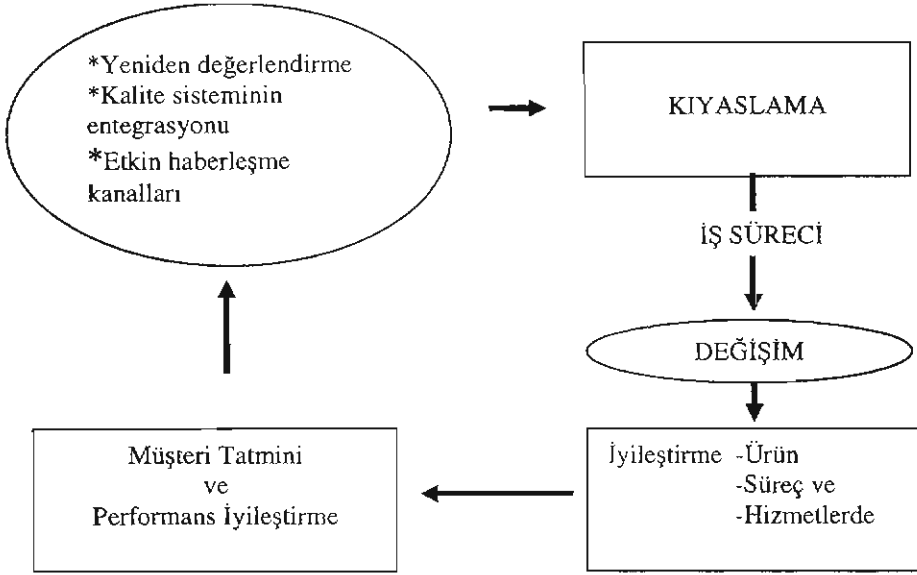 *Yeniden değerlendirme
*Kalite sisteminin
entegrasyonu
*Etkin haberleşme
kanalları
KIYASLAMA
İŞ SÜRECİ
DEĞİŞİM
İyileştirme -Ürün
-Süreç ve
-Hizmetlerde
Müşteri Tatmini
ve
Performans İyileştirme